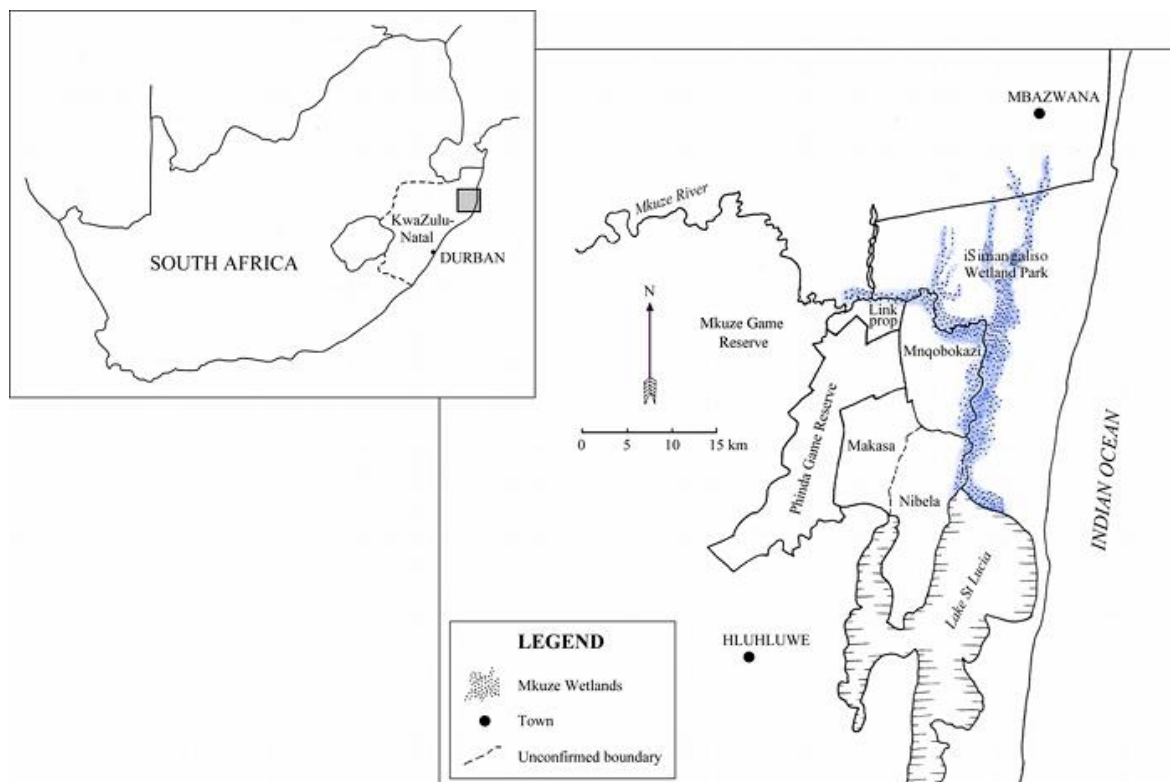 SOUTH AFRICA
KwaZulu-
Natal
DURBAN
MBAZWANA
Mkuze River
iSimangaliso
Wetland Park
N
Mkuze Game
Reserve
Link
prop
Mnqobokazi
0 5 10 15 km
Phinda Game Reserve
Makasa
Nibela
INDIAN OCEAN
Lake St Lucia
HLUHLUWE
LEGEND
Mkuze Wetlands
Town
Unconfirmed boundary